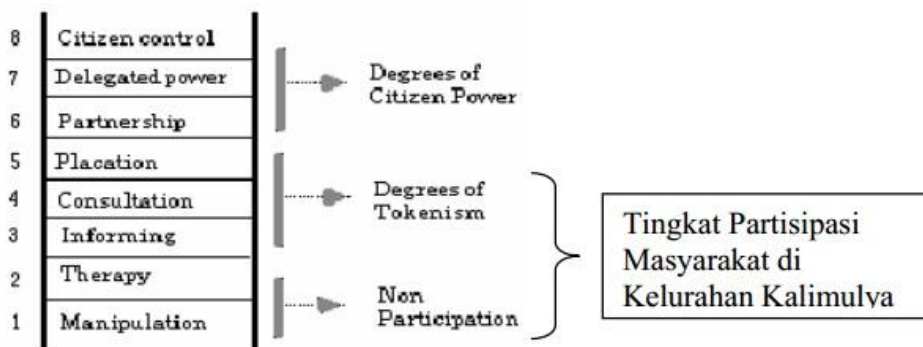 8 Citizen control
7 Delegated power
6 Partnership
5 Placation
4 Consultation
3 Informing
2 Therapy
1 Manipulation
Degrees of
Citizen Power
Degrees of
Tokenism
Non
Participation
Tingkat Partisipasi
Masyarakat di
Kelurahan Kalimulya